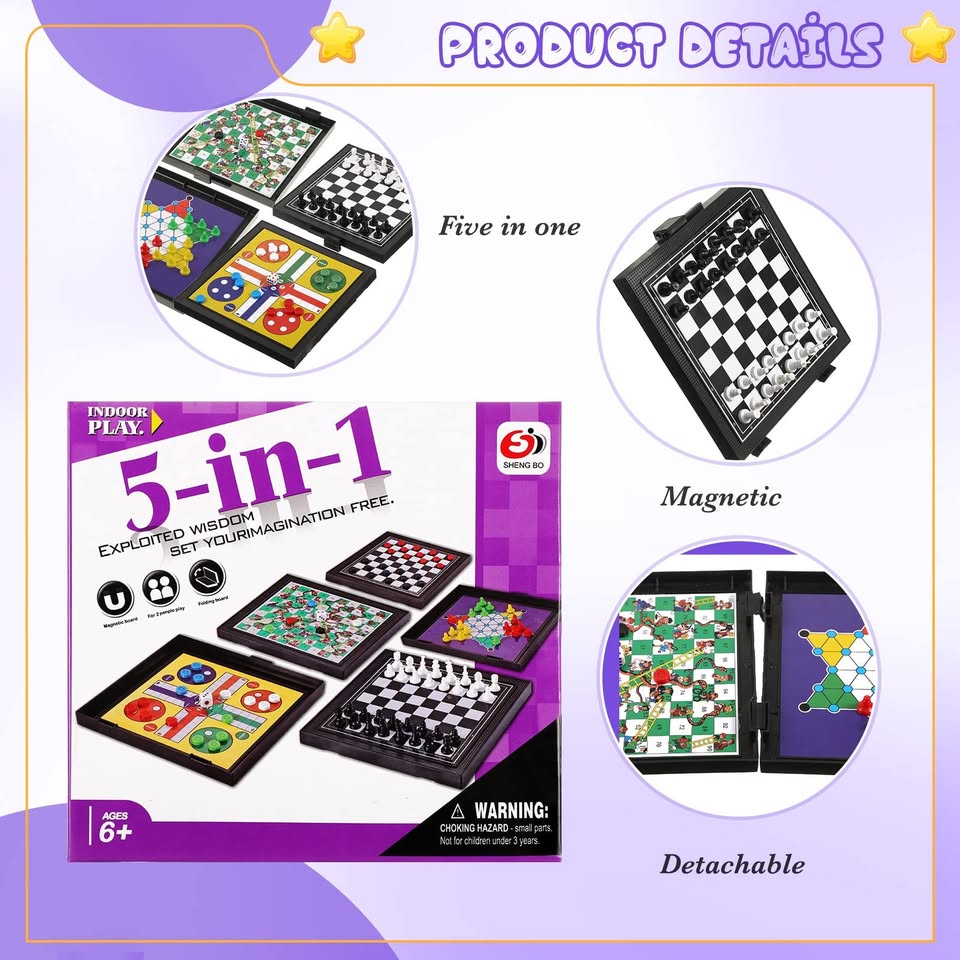 PRODUCT DETAILS
Five in one
Magnetic
INDOOR
PLAY.
5-in-1
EXPLOITED WISDOM
SET YOURIMAGINATION FREE.
SHENG BO
Magnetic board
For 2 people play
Folding board
AGES
6+
WARNING:
CHOKING HAZARD - small parts.
Not for children under 3 years.
Detachable